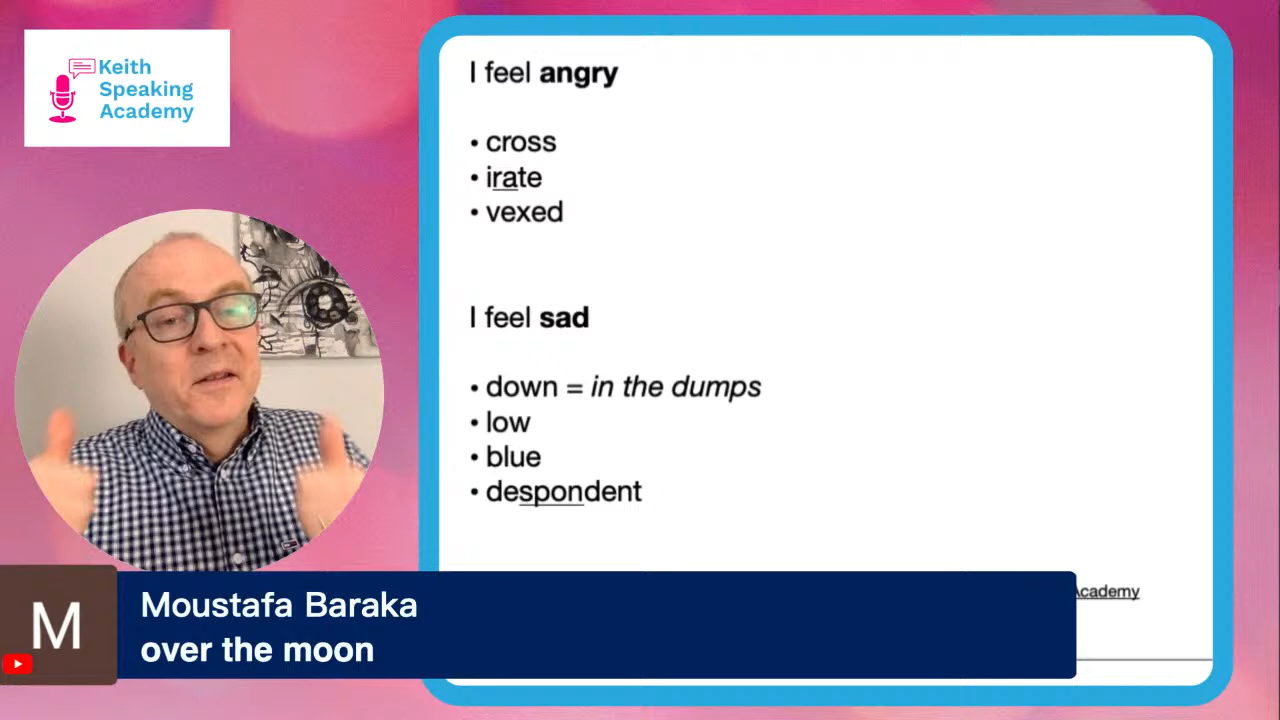 Keith
Speaking
Academy
I feel angry
• cross
• irate
• vexed
I feel sad
• down = in the dumps
• low
• blue
• despondent
Academy
M
Moustafa Baraka
over the moon